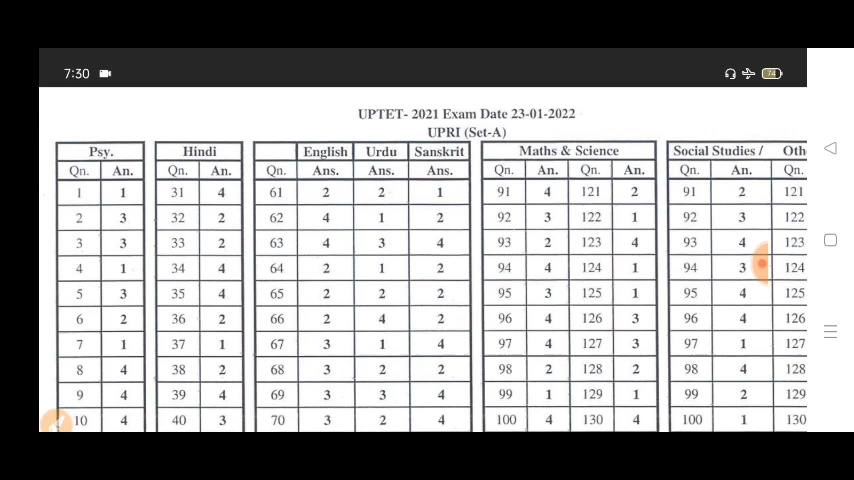 7:30 74
UPTET- 2021 Exam Date 23-01-2022
UPRI (Set-A)
Psy. Hindi English Urdu Sanskrit Maths & Science Social Studies / Oth
Qn. An. Qn. An. Qn. Ans. Ans. Ans. Qn. An. Qn. An. Qn. An. Qn.
1 1 31 4 61 2 2 1 91 4 121 2 91 2 121
2 3 32 2 62 4 1 2 92 3 122 1 92 3 122
3 3 33 2 63 4 3 4 93 2 123 4 93 4 123
4 1 34 4 64 2 1 2 94 4 124 1 94 3 124
5 3 35 4 65 2 2 2 95 3 125 1 95 4 125
6 2 36 2 66 2 4 2 96 4 126 3 96 4 126
7 1 37 1 67 3 1 4 97 4 127 3 97 1 127
8 4 38 2 68 3 2 2 98 2 128 2 98 4 128
9 4 39 4 69 3 3 4 99 1 129 1 99 2 129
10 4 40 3 70 3 2 4 100 4 130 4 100 1 130